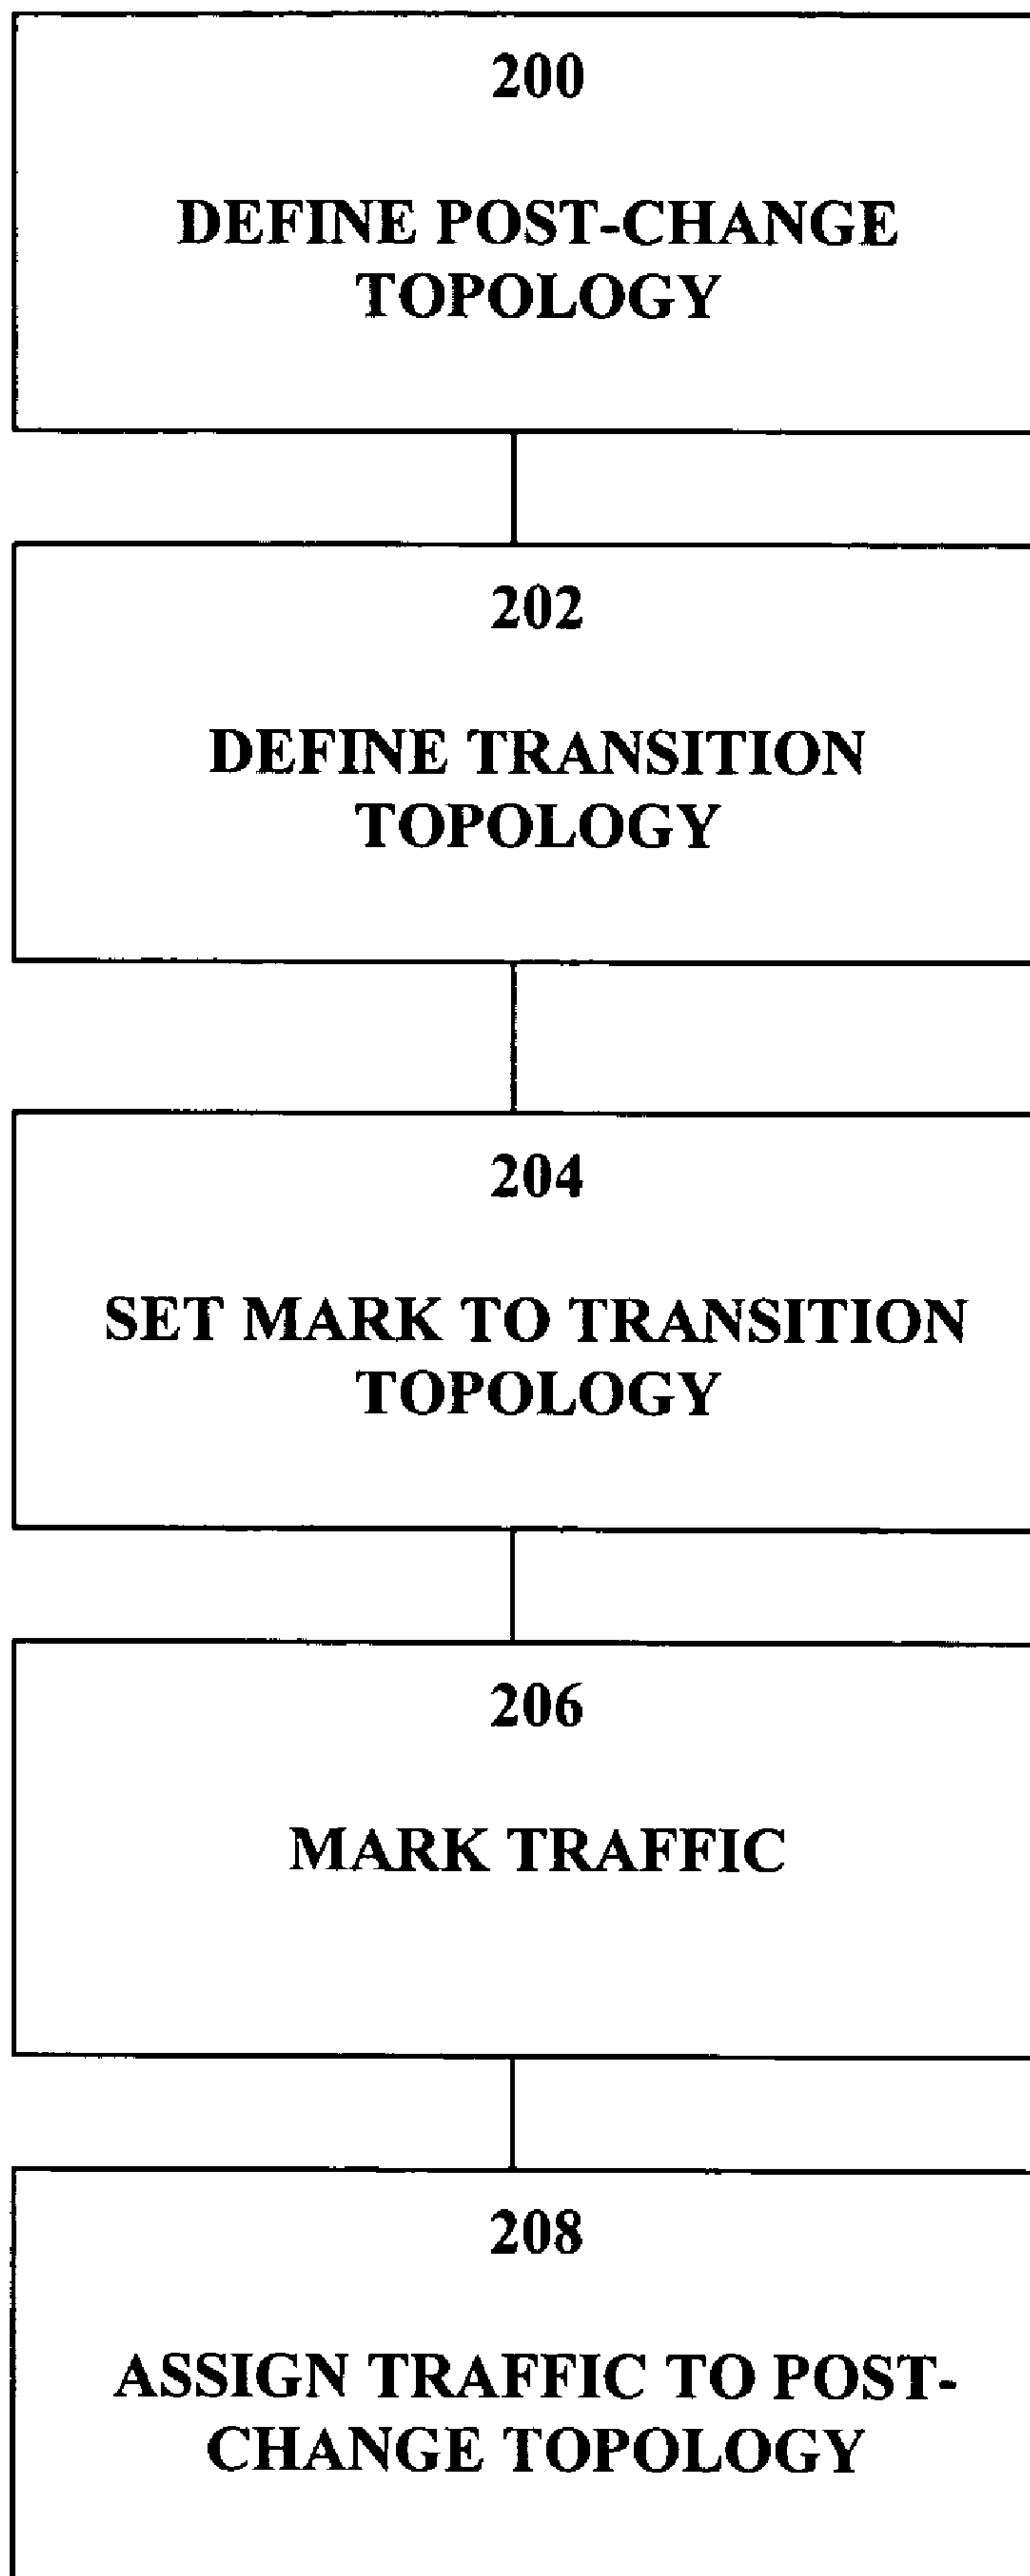 200
DEFINE POST-CHANGE
TOPOLOGY
202
DEFINE TRANSITION
TOPOLOGY
204
SET MARK TO TRANSITION
TOPOLOGY
206
MARK TRAFFIC
208
ASSIGN TRAFFIC TO POST-
CHANGE TOPOLOGY